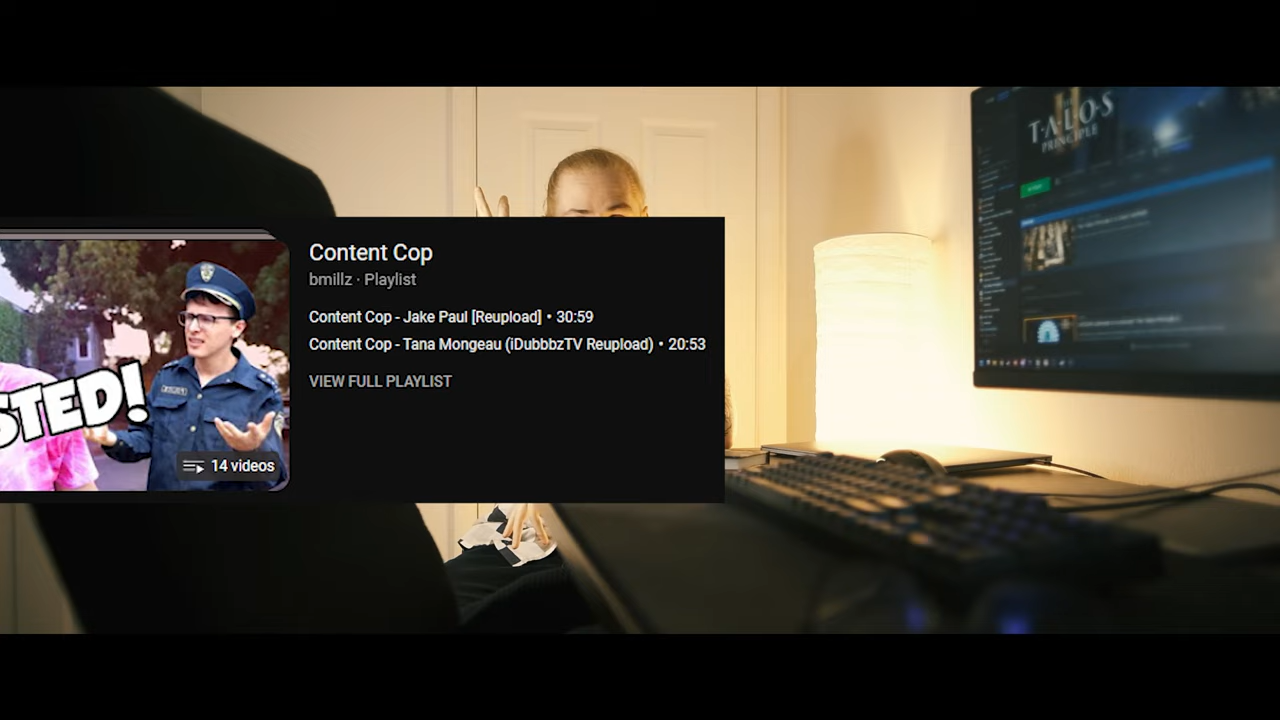 Content Cop
bmillz · Playlist
Content Cop - Jake Paul [Reupload] • 30:59
Content Cop - Tana Mongeau (iDubbbzTV Reupload) • 20:53
VIEW FULL PLAYLIST
STED!
14 videos
TALOS
PRINCIPLE